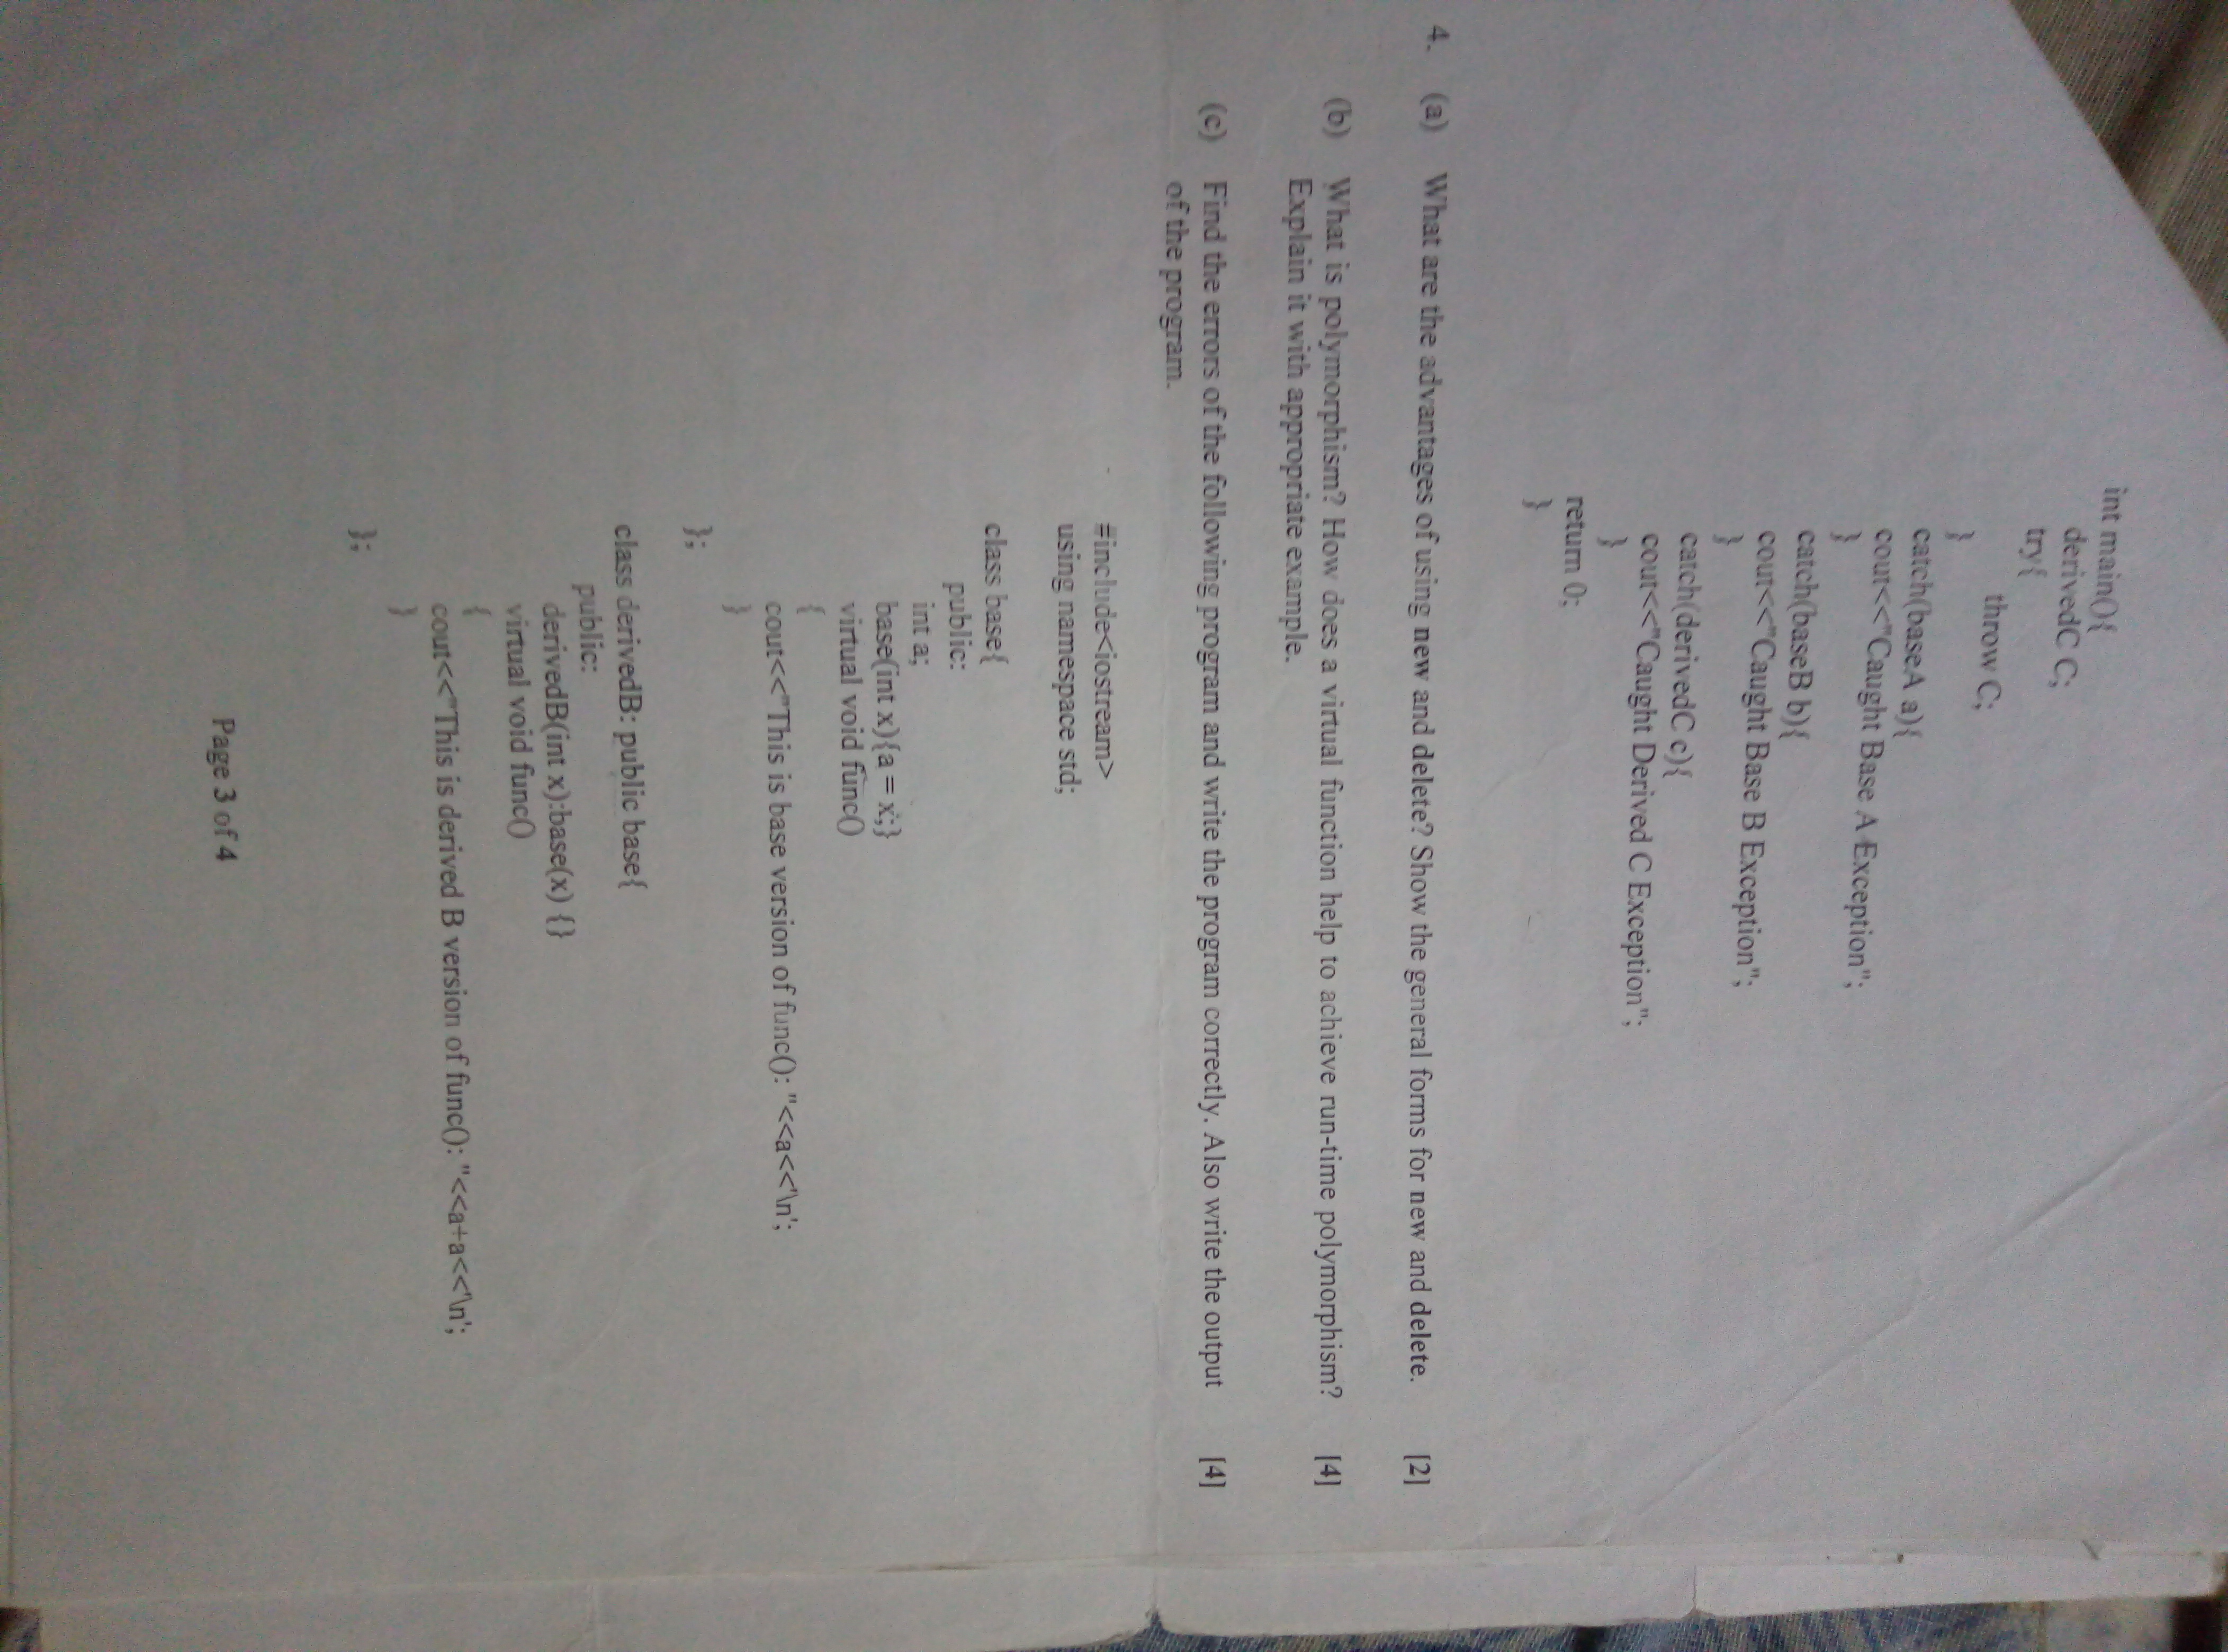 int main(){
derivedC C;
try{
throw C;
}
catch(baseA a){
cout<<"Caught Base A Exception";
}
catch(baseB b){
cout<<"Caught Base B Exception";
}
catch(derivedC c){
cout<<"Caught Derived C Exception";
}
return 0;
}
4. (a) What are the advantages of using new and delete? Show the general forms for new and delete. [2]
(b) What is polymorphism? How does a virtual function help to achieve run-time polymorphism? [4]
Explain it with appropriate example.
(c) Find the errors of the following program and write the program correctly. Also write the output [4]
of the program.
#include<iostream>
using namespace std;
class base{
public:
int a;
base(int x){a = x;}
virtual void func()
{
cout<<"This is base version of func(): "<<a<<'\n';
}
};
class derivedB: public base{
public:
derivedB(int x):base(x) {}
virtual void func()
{
cout<<"This is derived B version of func(): "<<a+a<<'\n';
}
};
Page 3 of 4